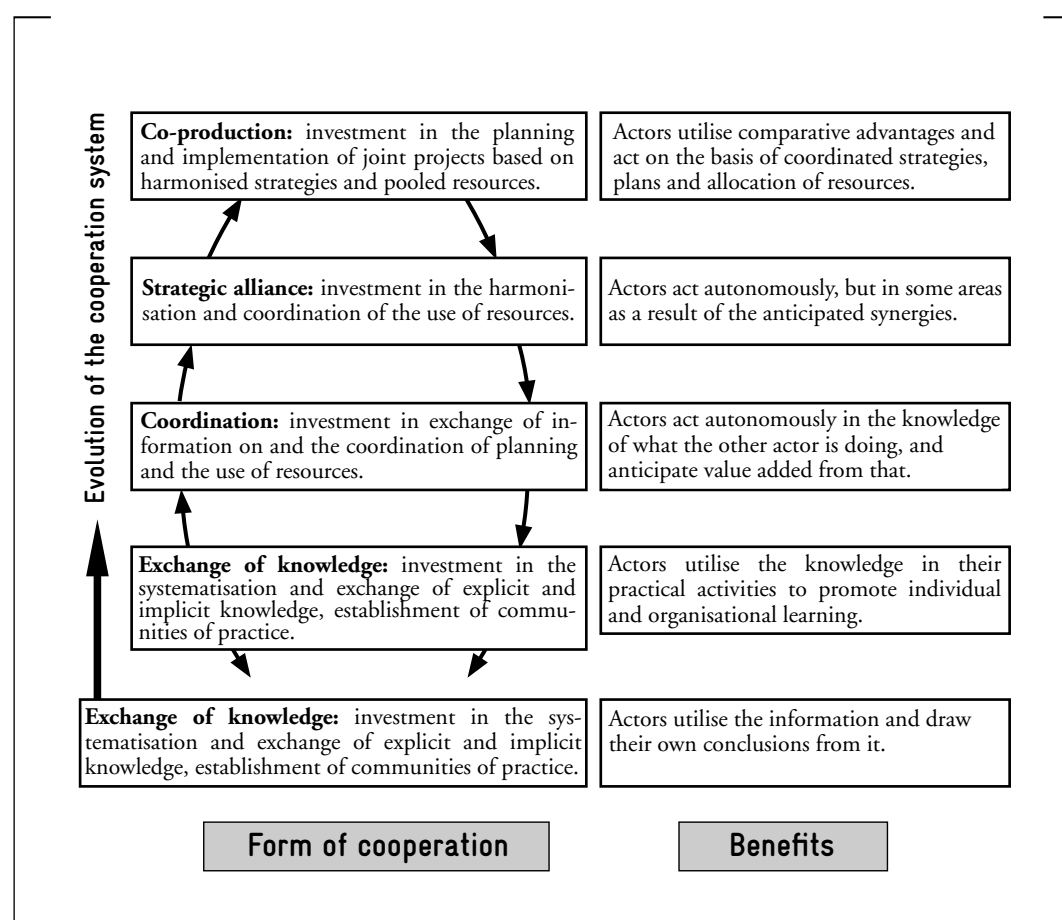 Evolution of the cooperation system
Co-production: investment in the planning
and implementation of joint projects based on
harmonised strategies and pooled resources.
Actors utilise comparative advantages and
act on the basis of coordinated strategies,
plans and allocation of resources.
Strategic alliance: investment in the harmoni-
sation and coordination of the use of resources.
Actors act autonomously, but in some areas
as a result of the anticipated synergies.
Coordination: investment in exchange of in-
formation on and the coordination of planning
and the use of resources.
Actors act autonomously in the knowledge
of what the other actor is doing, and
anticipate value added from that.
Exchange of knowledge: investment in the
systematisation and exchange of explicit and
implicit knowledge, establishment of commu-
nities of practice.
Actors utilise the knowledge in their
practical activities to promote individual
and organisational learning.
Exchange of knowledge: investment in the sys-
tematisation and exchange of explicit and implicit
knowledge, establishment of communities of practice.
Actors utilise the information and draw
their own conclusions from it.
Form of cooperation
Benefits